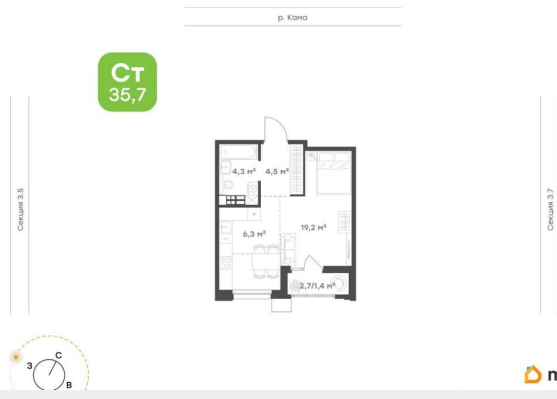 р. Кама
Ст
35,7
Секция 3.5
Секция 3.7
4,3 м²
4,5 м²
6,3 м²
19,2 м²
2,7/1,4 м²
С
З
В
m